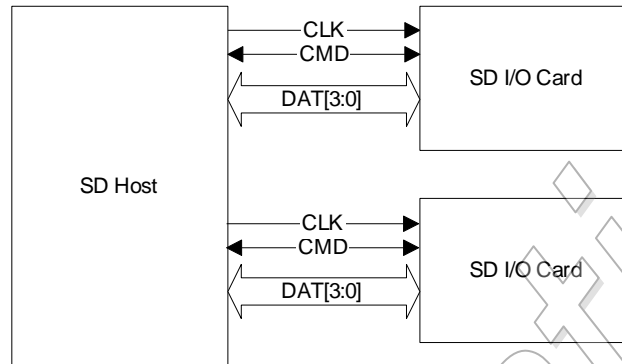 CLK
CMD
SD I/O Card
DAT[3:0]
SD Host
CLK
CMD
SD I/O Card
DAT[3:0]